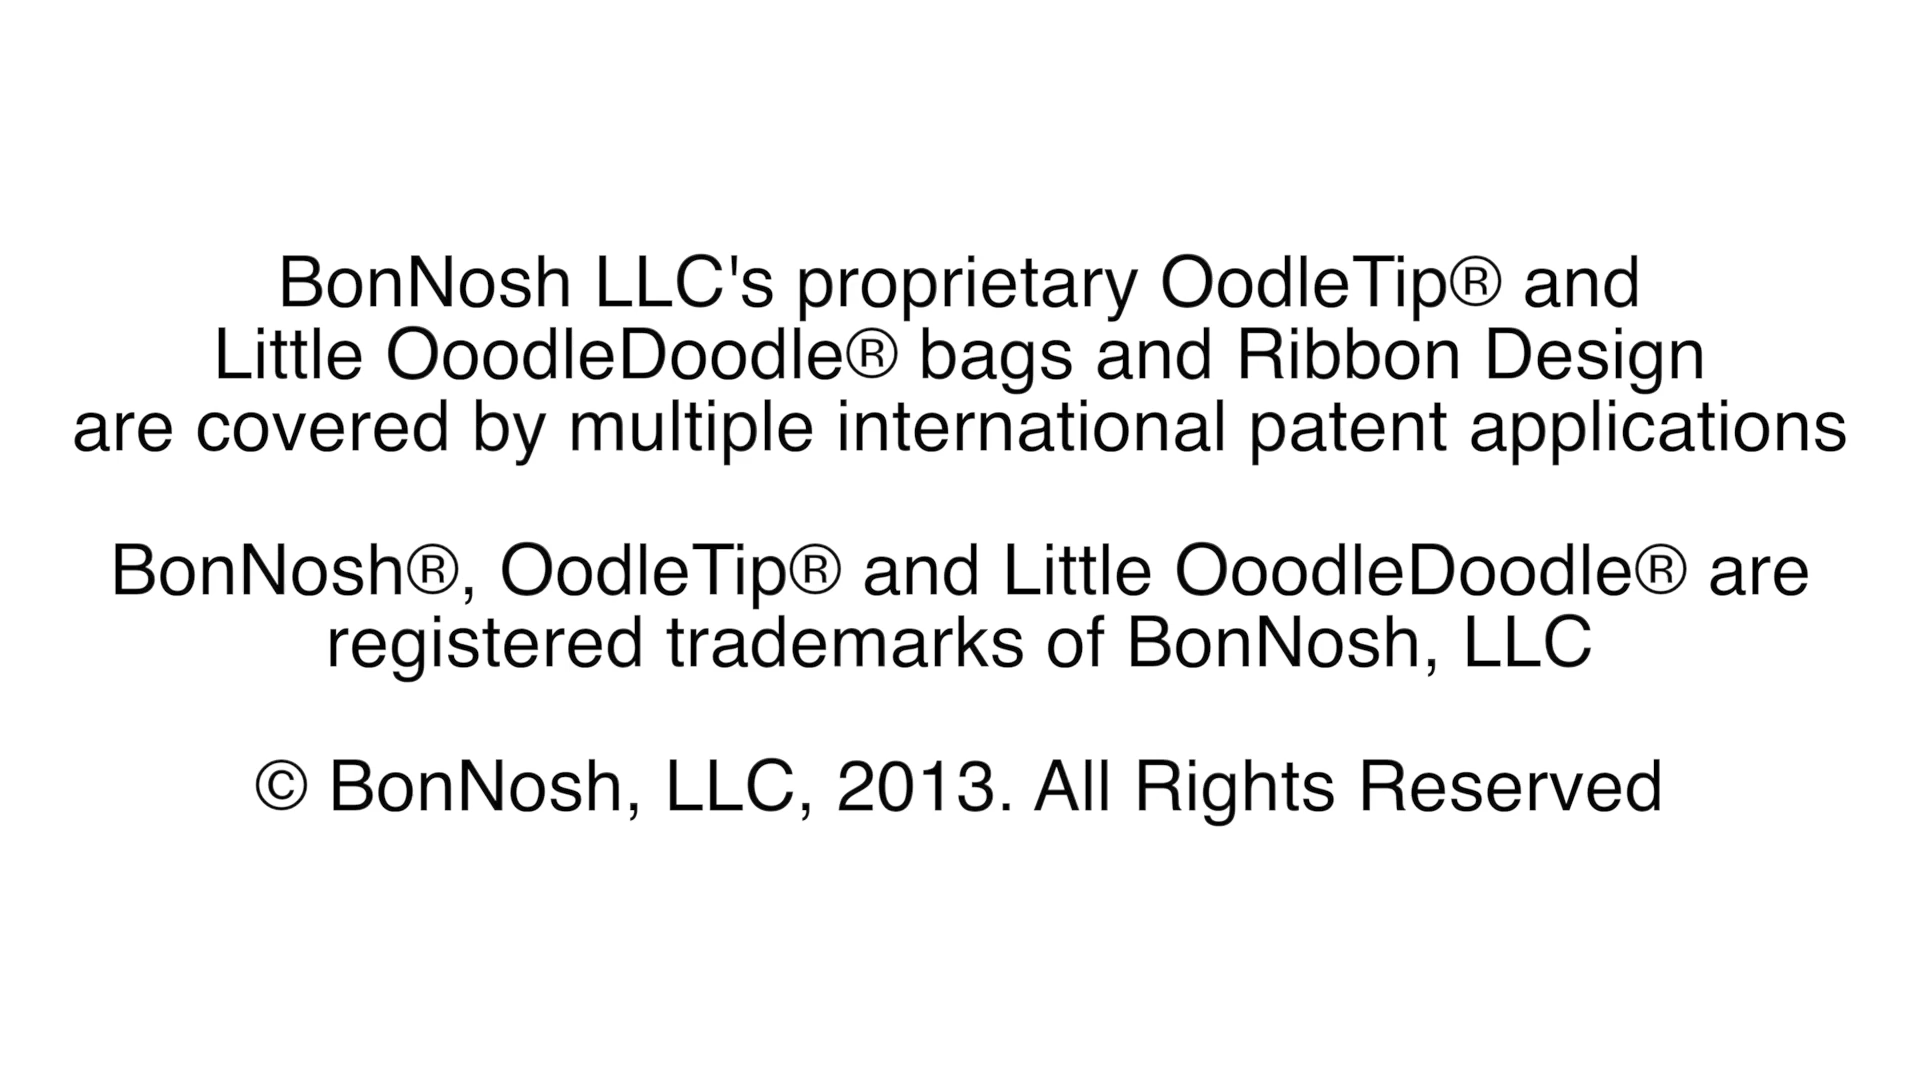 BonNosh LLC's proprietary OodleTip® and
Little OoodleDoodle® bags and Ribbon Design
are covered by multiple international patent applications
BonNosh®, OodleTip® and Little OoodleDoodle® are
registered trademarks of BonNosh, LLC
© BonNosh, LLC, 2013. All Rights Reserved